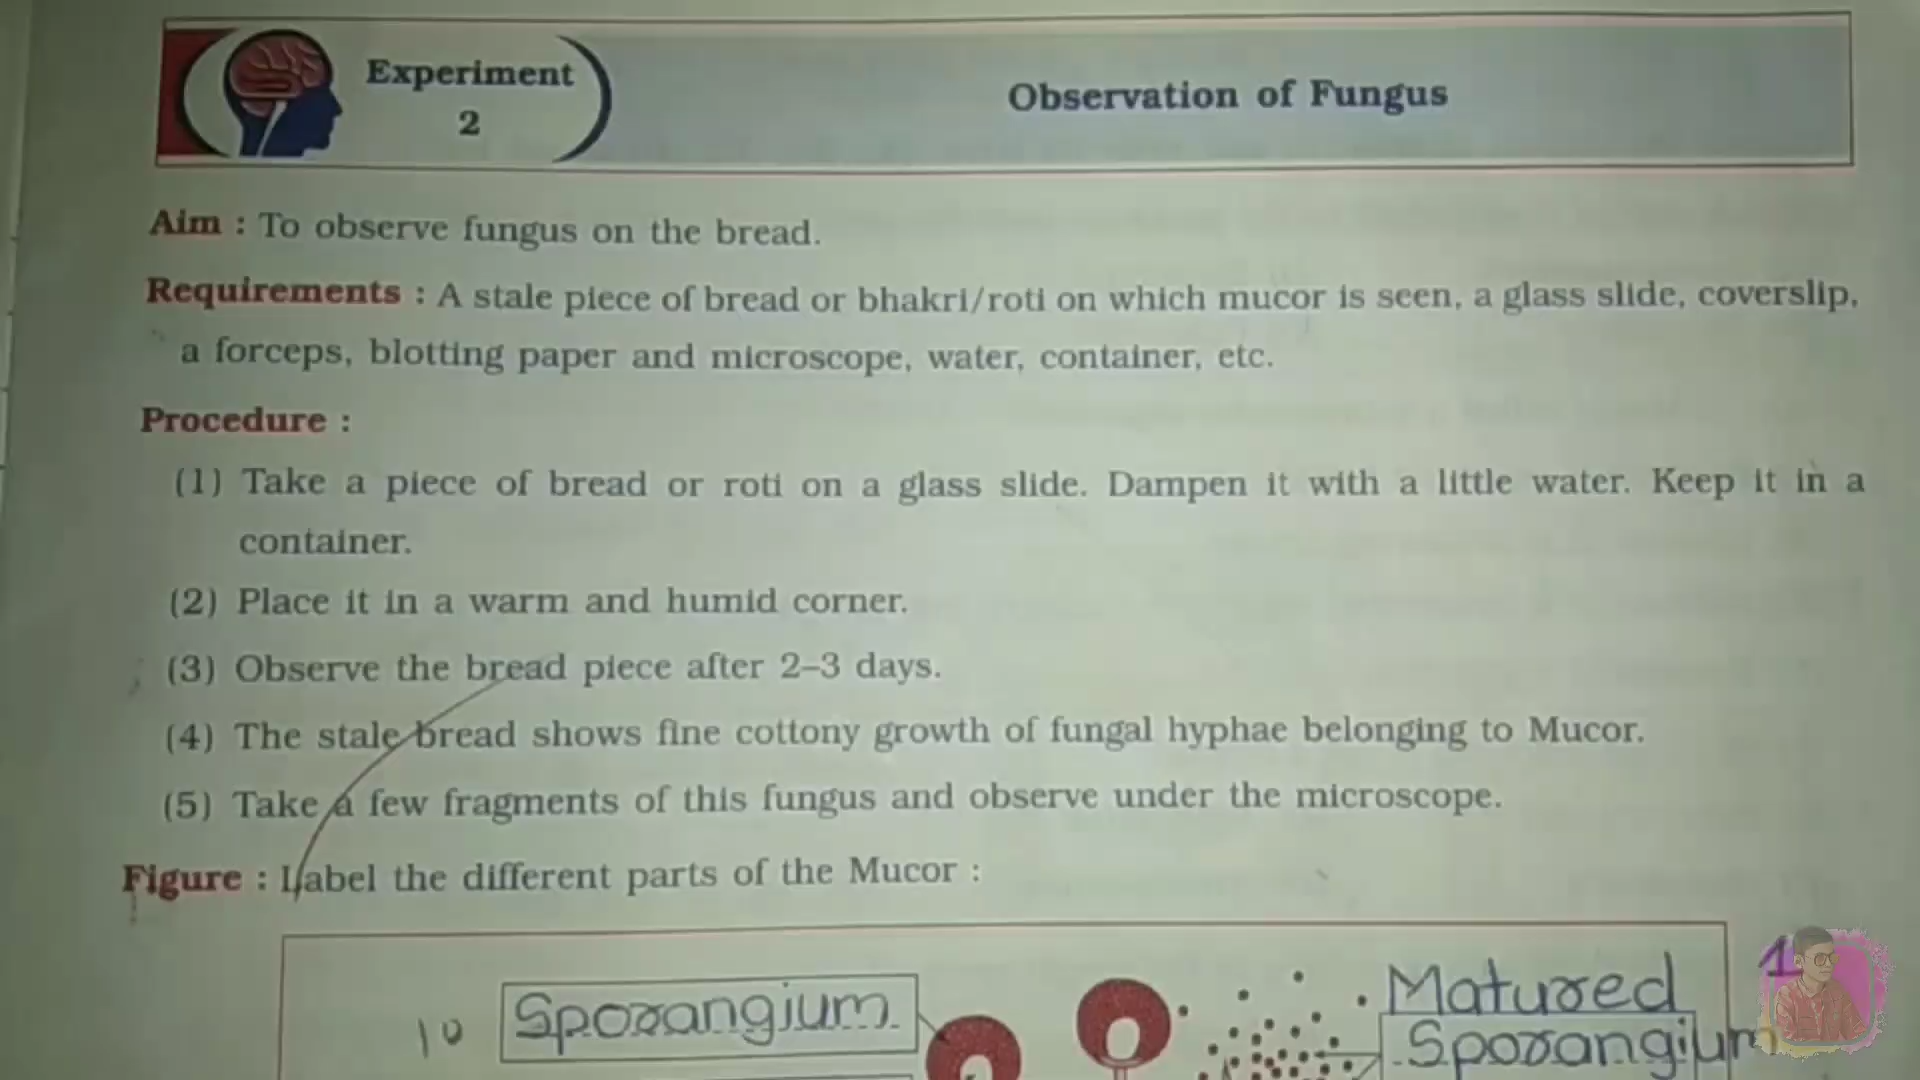 Experiment
2
Observation of Fungus
Aim : To observe fungus on the bread.
Requirements : A stale piece of bread or bhakri/roti on which mucor is seen, a glass slide, coverslip,
a forceps, blotting paper and microscope, water, container, etc.
Procedure :
(1) Take a piece of bread or roti on a glass slide. Dampen it with a little water. Keep it in a
container.
(2) Place it in a warm and humid corner.
(3) Observe the bread piece after 2–3 days.
(4) The stale bread shows fine cottony growth of fungal hyphae belonging to Mucor.
(5) Take a few fragments of this fungus and observe under the microscope.
Figure : Label the different parts of the Mucor :
Sporangium
Matured
Sporangium